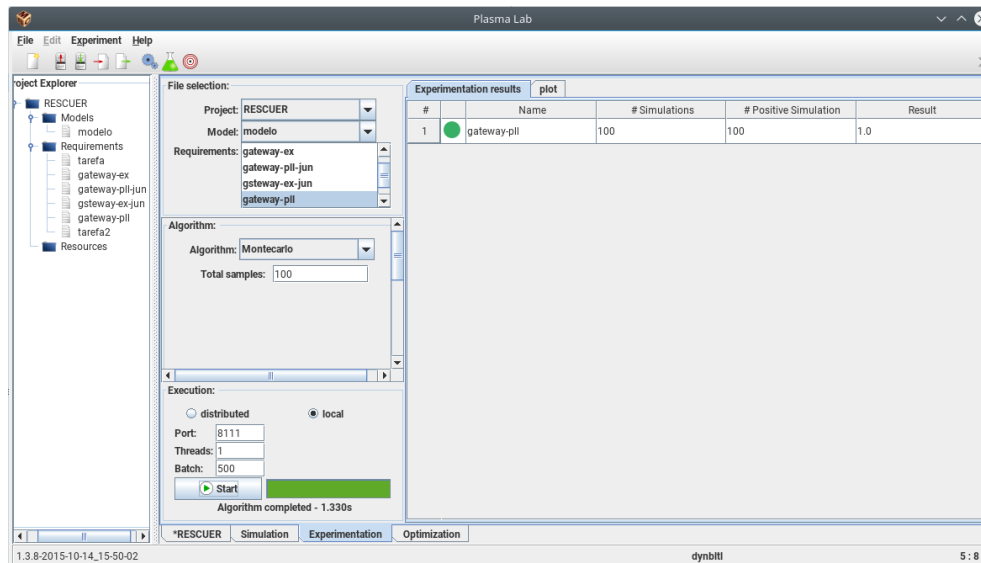 Plasma Lab
File Edit Experiment Help
roject Explorer
RESCUER
Models
modelo
Requirements
tarefa
gateway-ex
gateway-pll-jun
gsteway-ex-jun
gateway-pll
tarefa2
Resources
File selection:
Project: RESCUER
Model: modelo
Requirements: gateway-ex
gateway-pll-jun
gsteway-ex-jun
gateway-pll
Algorithm:
Algorithm: Montecarlo
Total samples: 100
Execution:
distributed local
Port: 8111
Threads: 1
Batch: 500
Start
Algorithm completed - 1.330s
Experimentation results plot
# Name # Simulations # Positive Simulation Result
1 gateway-pll 100 100 1.0
*RESCUER Simulation Experimentation Optimization
1.3.8-2015-10-14_15-50-02 dynbltl 5 : 8